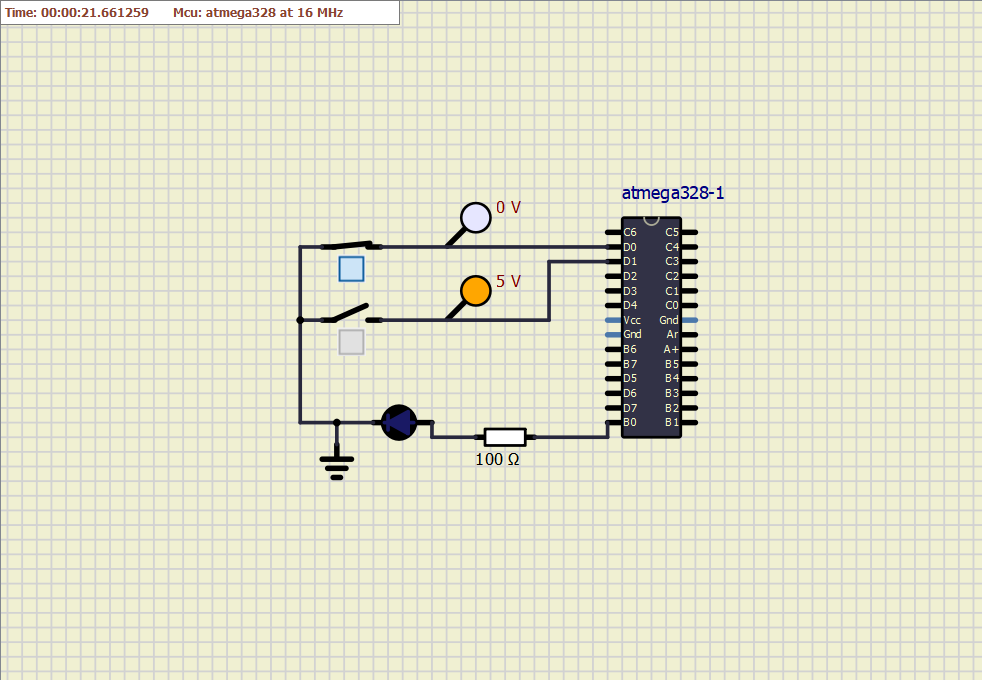 Time: 00:00:21.661259 Mcu: atmega328 at 16 MHz
atmega328-1
0 V
C6 C5
D0 C4
D1 C3
5 V
D2 C2
D3 C1
D4 C0
Vcc Gnd
Gnd Ar
B6 A+
B7 B5
D5 B4
D6 B3
D7 B2
B0 B1
100 Ω